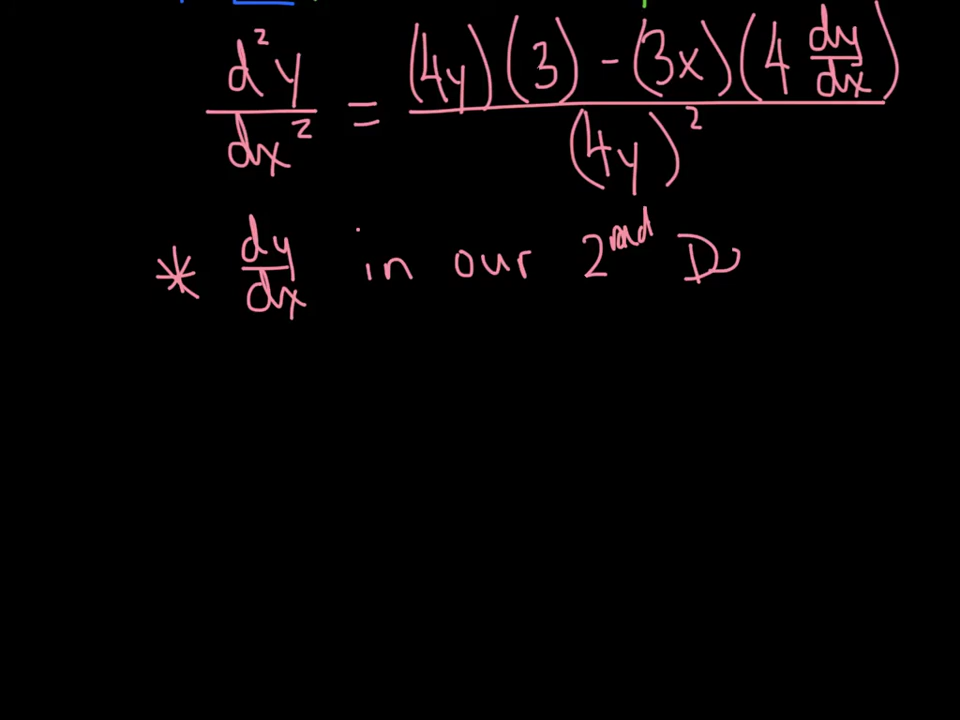 d²y/dx² = (4y)(3) - (3x)(4 dy/dx) / (4y)²
* dy/dx in our 2nd D